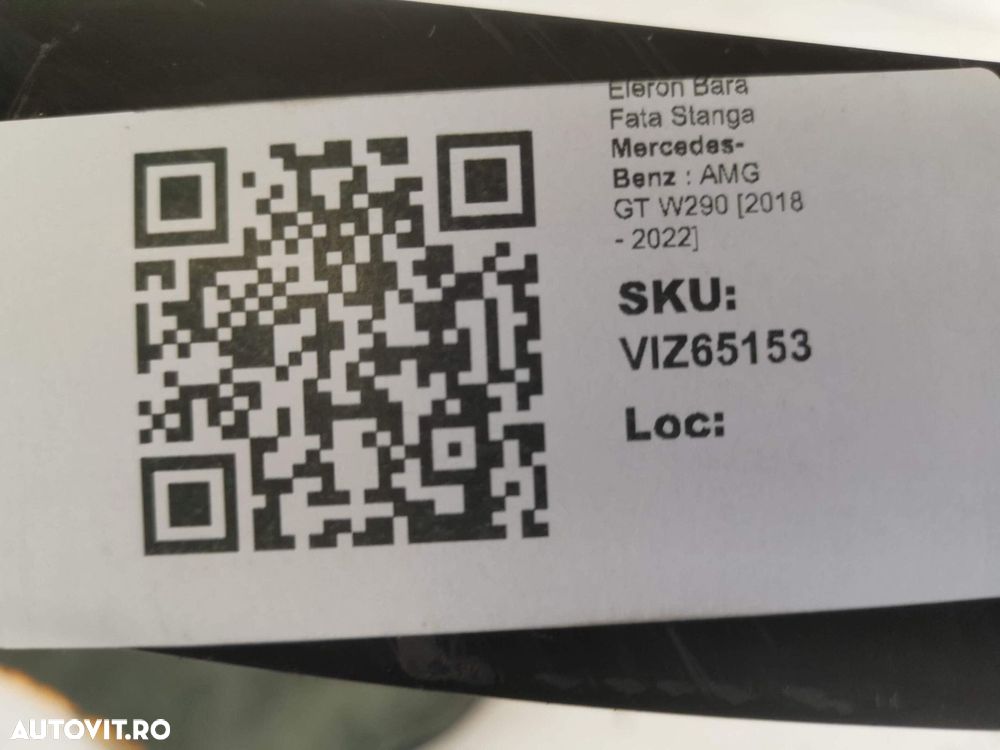 Eleron Bara
Fata Stanga
Mercedes-
Benz : AMG
GT W290 [2018
- 2022]
SKU:
VIZ65153
Loc:
AUTOVIT.RO